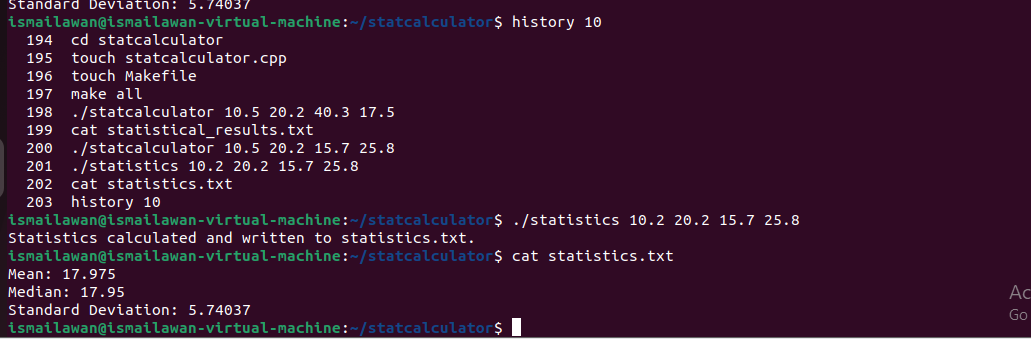 Standard Deviation: 5.74037
ismailawan@ismailawan-virtual-machine:~/statcalculator$ history 10
194 cd statcalculator
195 touch statcalculator.cpp
196 touch Makefile
197 make all
198 ./statcalculator 10.5 20.2 40.3 17.5
199 cat statistical_results.txt
200 ./statcalculator 10.5 20.2 15.7 25.8
201 ./statistics 10.2 20.2 15.7 25.8
202 cat statistics.txt
203 history 10
ismailawan@ismailawan-virtual-machine:~/statcalculator$ ./statistics 10.2 20.2 15.7 25.8
Statistics calculated and written to statistics.txt.
ismailawan@ismailawan-virtual-machine:~/statcalculator$ cat statistics.txt
Mean: 17.975
Median: 17.95
Standard Deviation: 5.74037
ismailawan@ismailawan-virtual-machine:~/statcalculator$
Ac
Go